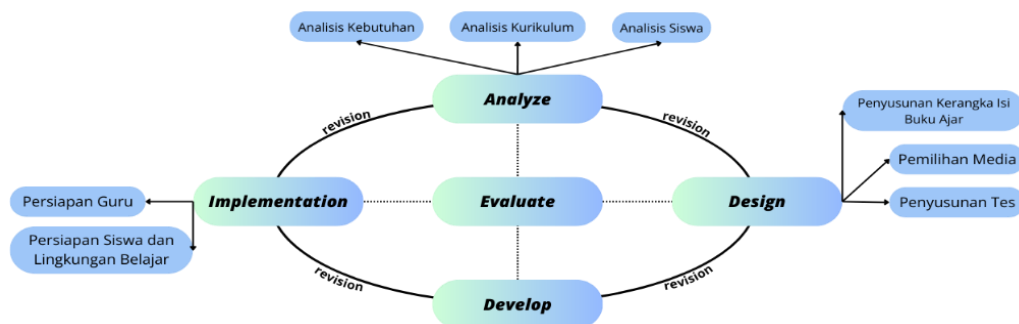 Analisis Kebutuhan
Analisis Kurikulum
Analisis Siswa
Analyze
revision
revision
Penyusunan Kerangka Isi
Buku Ajar
Pemilihan Media
Penyusunan Tes
Persiapan Guru
Persiapan Siswa dan
Lingkungan Belajar
Implementation
Evaluate
Design
revision
revision
Develop